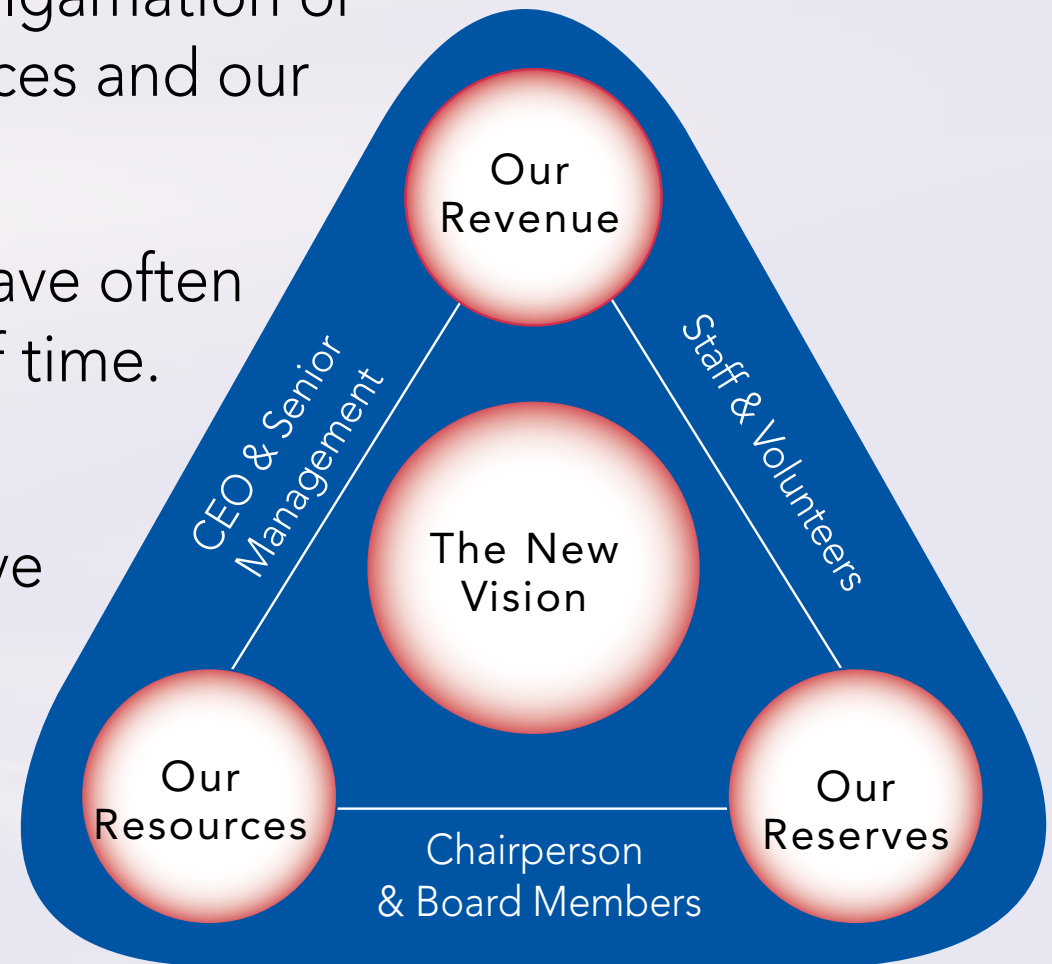 of
ces and our
ave often
time.
Our
Revenue
CEO & Senior
Management
Staff & Volunteers
The New
Vision
Our
Resources
Our
Reserves
Chairperson
& Board Members